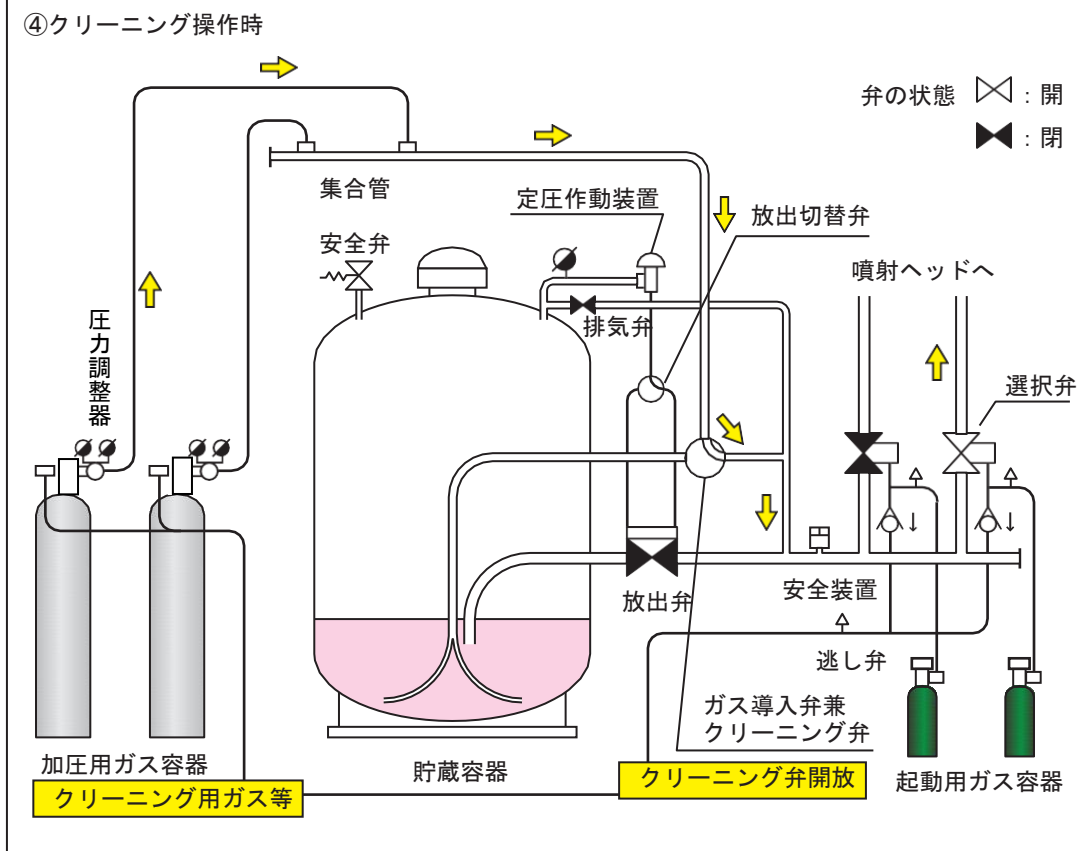 ④クリーニング操作時
弁の状態 ：開
：閉
集合管
定圧作動装置
放出切替弁
安全弁
噴射ヘッドへ
排気弁
圧力調整器
選択弁
放出弁
安全装置
逃し弁
ガス導入弁兼
クリーニング弁
加圧用ガス容器
貯蔵容器
クリーニング弁開放
起動用ガス容器
クリーニング用ガス等